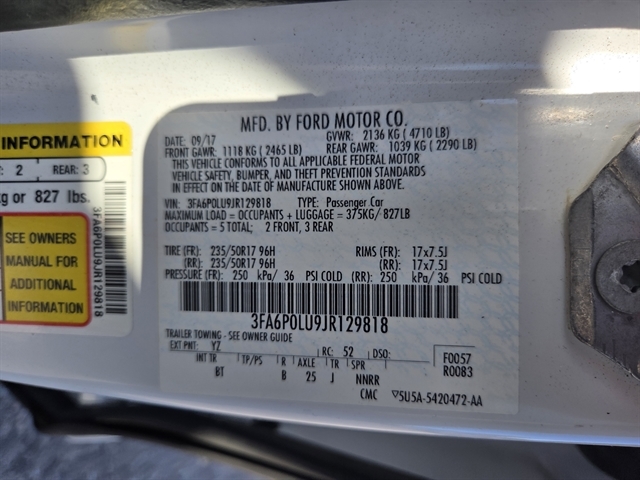 INFORMATION
2 REAR: 3
kg or 827 lbs.
SEE OWNERS
MANUAL FOR
ADDITIONAL
INFORMATION
3FA6P0LU9JR129818
MFD. BY FORD MOTOR CO.
DATE: 09/17 GVWR: 2136 KG ( 4710 LB)
FRONT GAWR: 1118 KG ( 2465 LB) REAR GAWR: 1039 KG ( 2290 LB)
THIS VEHICLE CONFORMS TO ALL APPLICABLE FEDERAL MOTOR
VEHICLE SAFETY, BUMPER, AND THEFT PREVENTION STANDARDS IN
EFFECT ON THE DATE OF MANUFACTURE SHOWN ABOVE.
VIN: 3FA6P0LU9JR129818 TYPE: Passenger Car
MAXIMUM LOAD = OCCUPANTS + LUGGAGE = 375KG/ 827LB
OCCUPANTS = 5 TOTAL; 2 FRONT, 3 REAR
TIRE (FR): 235/50R17 96H RIMS (FR): 17x7.5J
(RR): 235/50R17 96H (RR): 17x7.5J
PRESSURE (FR): 250 kPa/ 36 PSI COLD (RR): 250 kPa/ 36 PSI COLD
3FA6P0LU9JR129818
TRAILER TOWING - SEE OWNER GUIDE
EXT PNT: YZ RC: 52 DSO:
INT TR TP/PS R AXLE TR SPR
BT B 25 J NNRR
F0057
R0083
CMC ▽5U5A-5420472-AA